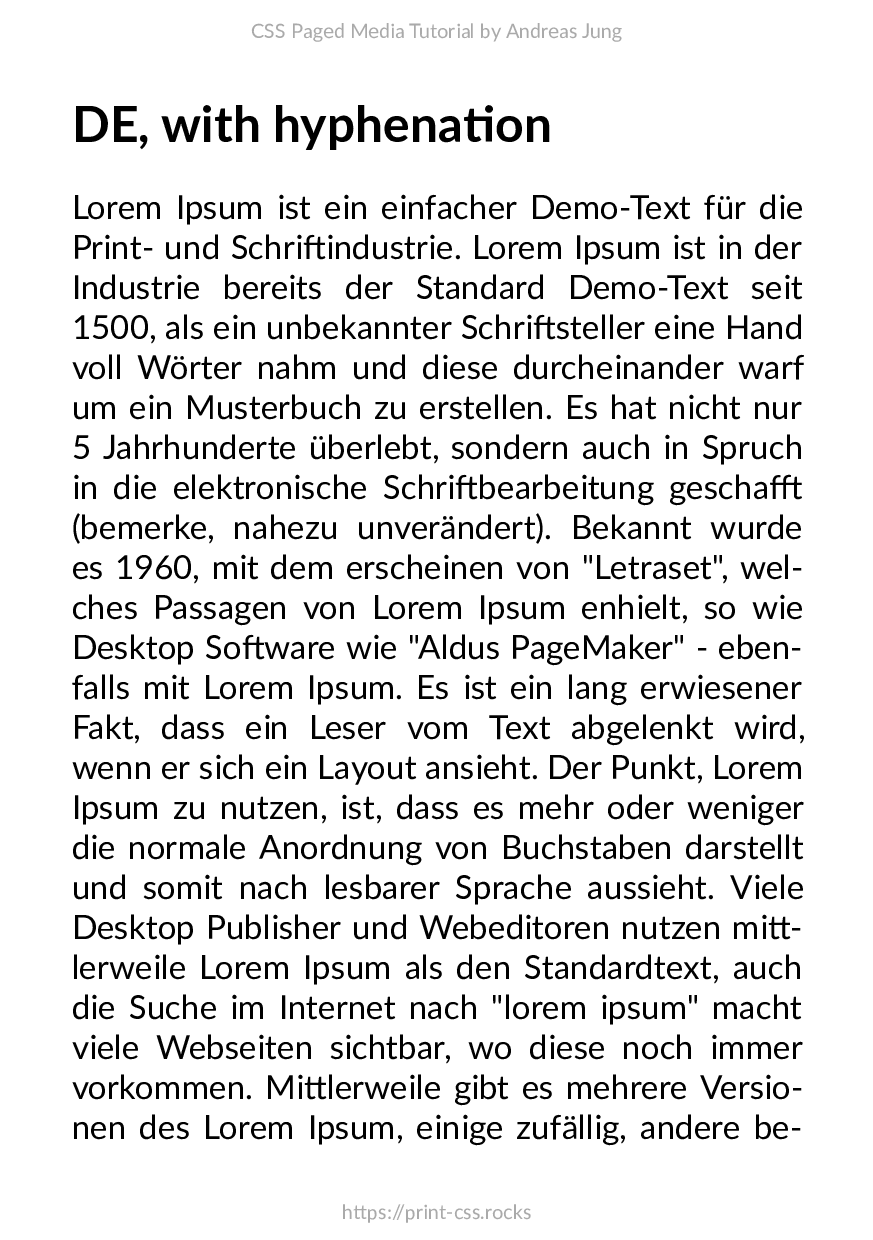 CSS Paged Media Tutorial by Andreas Jung
DE, with hyphenation
Lorem Ipsum ist ein einfacher Demo-Text für die
Print- und Schriftindustrie. Lorem Ipsum ist in der
Industrie bereits der Standard Demo-Text seit
1500, als ein unbekannter Schriftsteller eine Hand
voll Wörter nahm und diese durcheinander warf
um ein Musterbuch zu erstellen. Es hat nicht nur
5 Jahrhunderte überlebt, sondern auch in Spruch
in die elektronische Schriftbearbeitung geschafft
(bemerke, nahezu unverändert). Bekannt wurde
es 1960, mit dem erscheinen von "Letraset", wel-
ches Passagen von Lorem Ipsum enhielt, so wie
Desktop Software wie "Aldus PageMaker" - eben-
falls mit Lorem Ipsum. Es ist ein lang erwiesener
Fakt, dass ein Leser vom Text abgelenkt wird,
wenn er sich ein Layout ansieht. Der Punkt, Lorem
Ipsum zu nutzen, ist, dass es mehr oder weniger
die normale Anordnung von Buchstaben darstellt
und somit nach lesbarer Sprache aussieht. Viele
Desktop Publisher und Webeditoren nutzen mitt-
lerweile Lorem Ipsum als den Standardtext, auch
die Suche im Internet nach "lorem ipsum" macht
viele Webseiten sichtbar, wo diese noch immer
vorkommen. Mittlerweile gibt es mehrere Versio-
nen des Lorem Ipsum, einige zufällig, andere be-
https://print-css.rocks